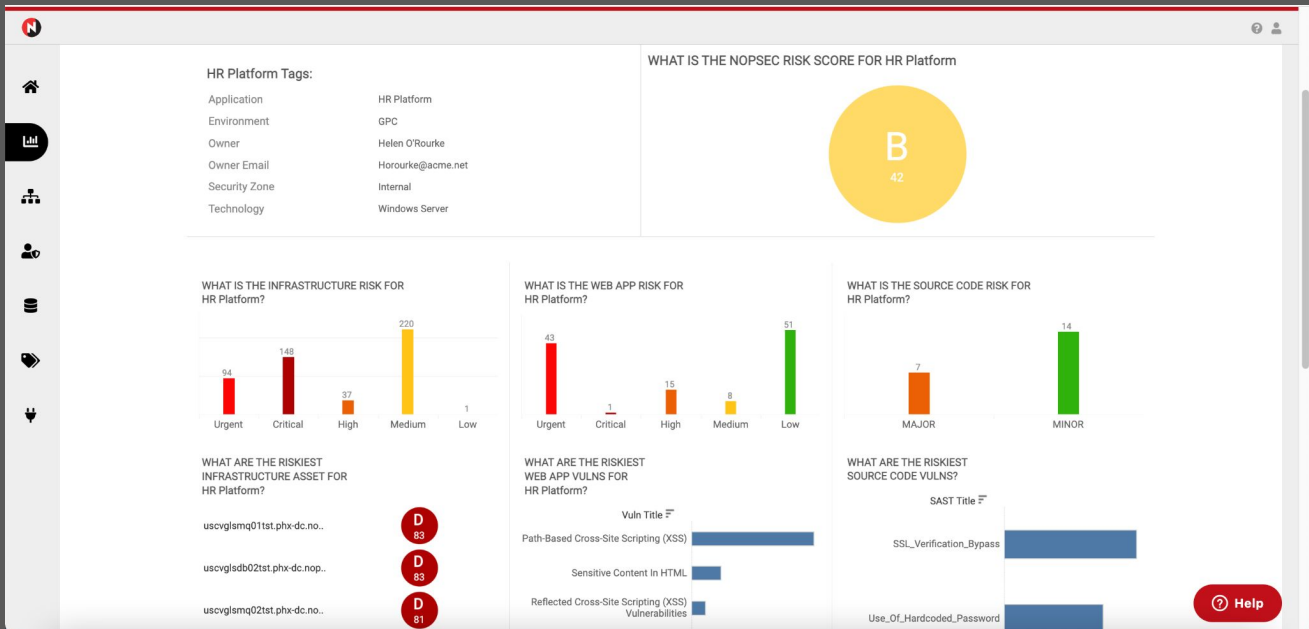 N
HR Platform Tags:
Application HR Platform
Environment GPC
Owner Helen O'Rourke
Owner Email Horourke@acme.net
Security Zone Internal
Technology Windows Server
WHAT IS THE NOPSEC RISK SCORE FOR HR Platform
B
42
WHAT IS THE INFRASTRUCTURE RISK FOR
HR Platform?
220
148
94
37
1
Urgent Critical High Medium Low
WHAT IS THE WEB APP RISK FOR
HR Platform?
51
43
15
8
1
Urgent Critical High Medium Low
WHAT IS THE SOURCE CODE RISK FOR
HR Platform?
14
7
MAJOR MINOR
WHAT ARE THE RISKIEST
INFRASTRUCTURE ASSET FOR
HR Platform?
uscvglsmq01tst.phx-dc.no..
D
83
uscvglsdb02tst.phx-dc.nop..
D
83
uscvglsmq02tst.phx-dc.no..
D
81
WHAT ARE THE RISKIEST
WEB APP VULNS FOR
HR Platform?
Vuln Title
Path-Based Cross-Site Scripting (XSS)
Sensitive Content In HTML
Reflected Cross-Site Scripting (XSS)
Vulnerabilities
WHAT ARE THE RISKIEST
SOURCE CODE VULNS?
SAST Title
SSL_Verification_Bypass
Use_Of_Hardcoded_Password
? Help